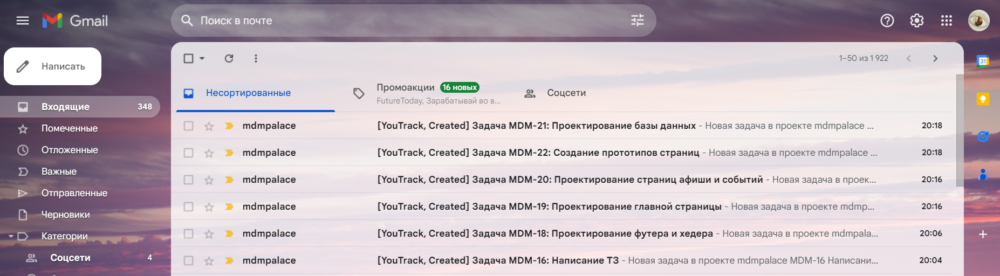 Gmail
Поиск в почте
Написать
1–50 из 1 922
Несортированные
Промоакции 16 новых
FutureToday, Зарабатывай во в...
Соцсети
Входящие 348
Помеченные
Отложенные
Важные
Отправленные
Черновики
Категории
Соцсети 4
mdmpalace [YouTrack, Created] Задача MDM-21: Проектирование базы данных - Новая задача в проекте mdmpalace ... 20:18
mdmpalace [YouTrack, Created] Задача MDM-22: Создание прототипов страниц - Новая задача в проекте mdmpalace ... 20:18
mdmpalace [YouTrack, Created] Задача MDM-20: Проектирование страниц афиши и событий - Новая задача в проек... 20:16
mdmpalace [YouTrack, Created] Задача MDM-19: Проектирование главной страницы - Новая задача в проекте mdmp... 20:16
mdmpalace [YouTrack, Created] Задача MDM-18: Проектирование футера и хедера - Новая задача в проекте mdmpala... 20:06
mdmpalace [YouTrack, Created] Задача MDM-16: Написание ТЗ - Новая задача в проекте mdmpalace MDM-16 Написани... 20:04
31